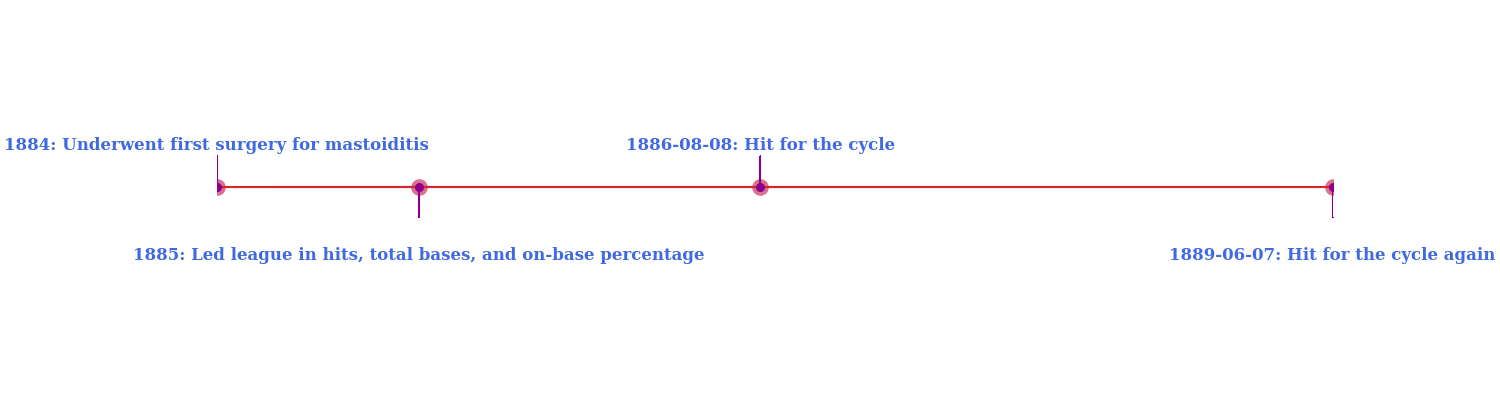 1884: Underwent first surgery for mastoiditis
1886-08-08: Hit for the cycle
1885: Led league in hits, total bases, and on-base percentage
1889-06-07: Hit for the cycle again